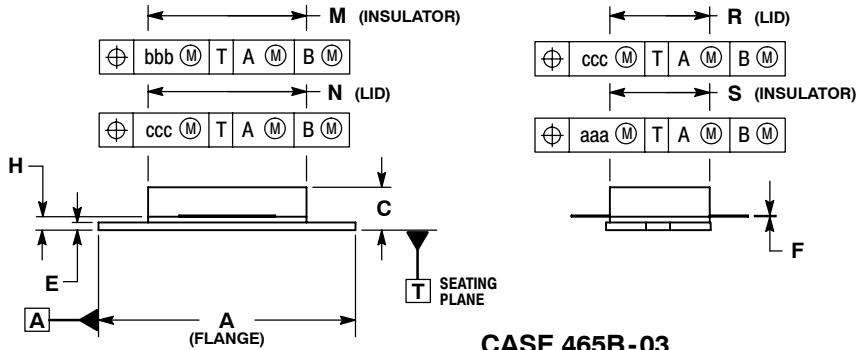 M (INSULATOR)
⌖ bbb Ⓜ T A Ⓜ B Ⓜ
N (LID)
⌖ ccc Ⓜ T A Ⓜ B Ⓜ
R (LID)
⌖ ccc Ⓜ T A Ⓜ B Ⓜ
S (INSULATOR)
⌖ aaa Ⓜ T A Ⓜ B Ⓜ
H
C
E
F
T SEATING
PLANE
A
A
(FLANGE)
CASE 465B-03